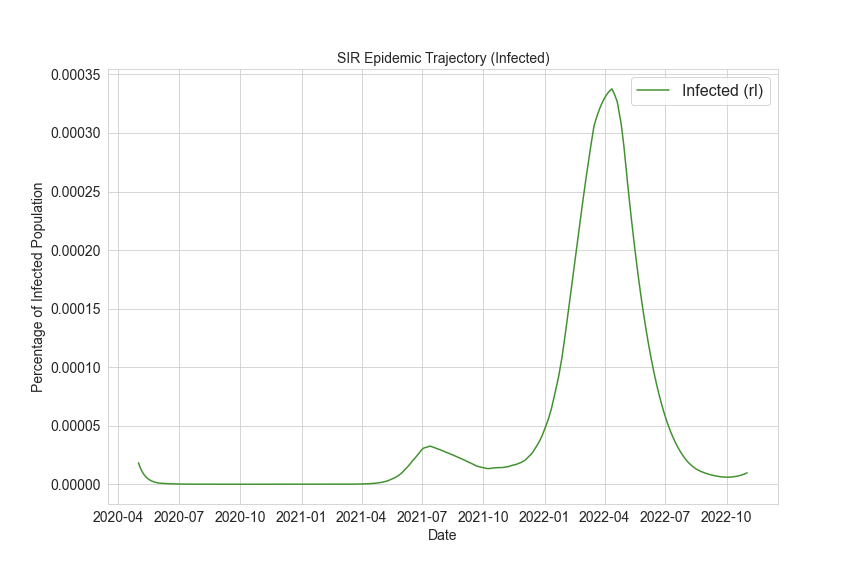 SIR Epidemic Trajectory (Infected)
Infected (rI)
Percentage of Infected Population
0.00035
0.00030
0.00025
0.00020
0.00015
0.00010
0.00005
0.00000
2020-04 2020-07 2020-10 2021-01 2021-04 2021-07 2021-10 2022-01 2022-04 2022-07 2022-10
Date